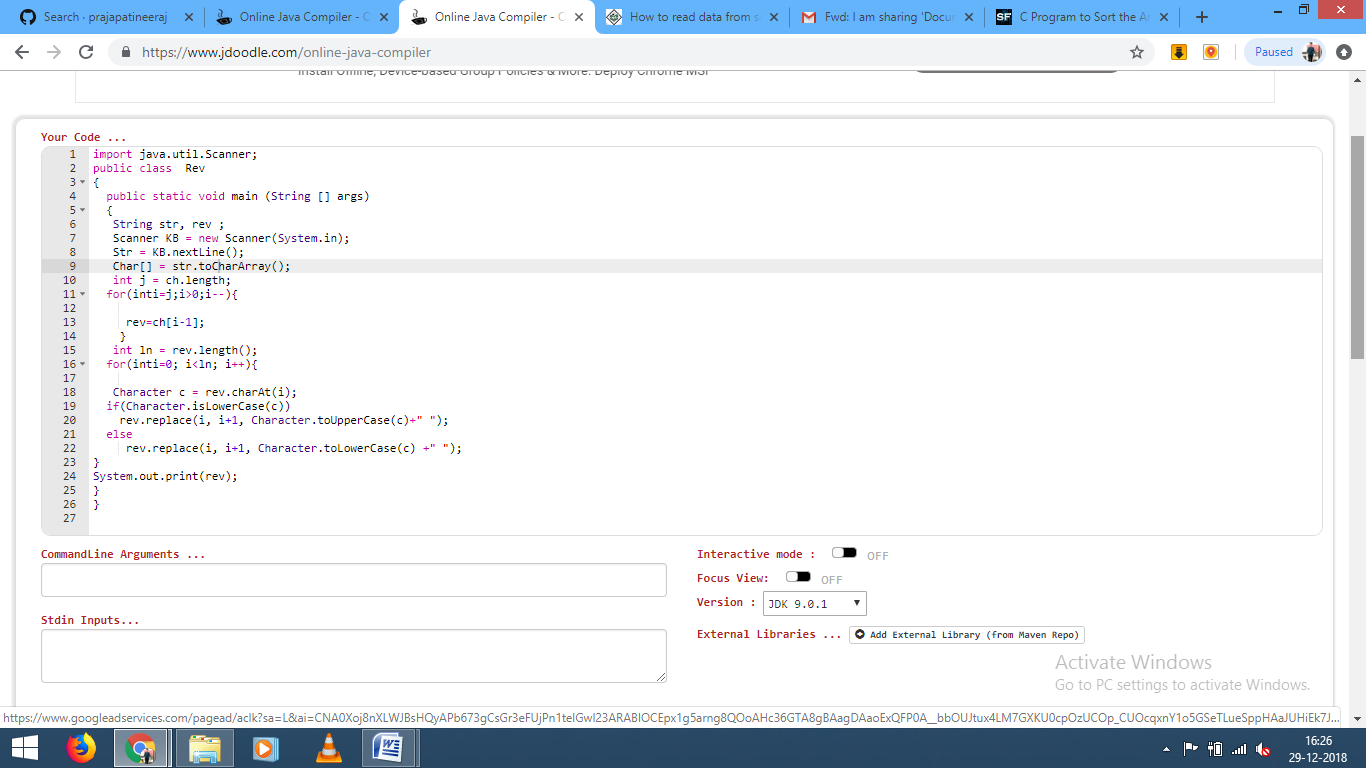 Search · prajapatineeraj
Online Java Compiler - C
Online Java Compiler - C
How to read data from s
Fwd: I am sharing 'Docu
SF C Program to Sort the A
https://www.jdoodle.com/online-java-compiler
Paused
Install Offline, Device-based Group Policies & More. Deploy Chrome MSI
Your Code ...
1 import java.util.Scanner;
2 public class  Rev
3 {
4   public static void main (String [] args)
5   {
6    String str, rev ;
7    Scanner KB = new Scanner(System.in);
8    Str = KB.nextLine();
9    Char[] = str.toCharArray();
10    int j = ch.length;
11   for(inti=j;i>0;i--){
12
13      rev=ch[i-1];
14     }
15    int ln = rev.length();
16   for(inti=0; i<ln; i++){
17
18    Character c = rev.charAt(i);
19   if(Character.isLowerCase(c))
20     rev.replace(i, i+1, Character.toUpperCase(c)+" ");
21   else
22      rev.replace(i, i+1, Character.toLowerCase(c) +" ");
23 }
24 System.out.print(rev);
25 }
26 }
27
CommandLine Arguments ...
Interactive mode : OFF
Focus View: OFF
Version : JDK 9.0.1
Stdin Inputs...
External Libraries ... Add External Library (from Maven Repo)
Activate Windows
Go to PC settings to activate Windows.
16:26
29-12-2018